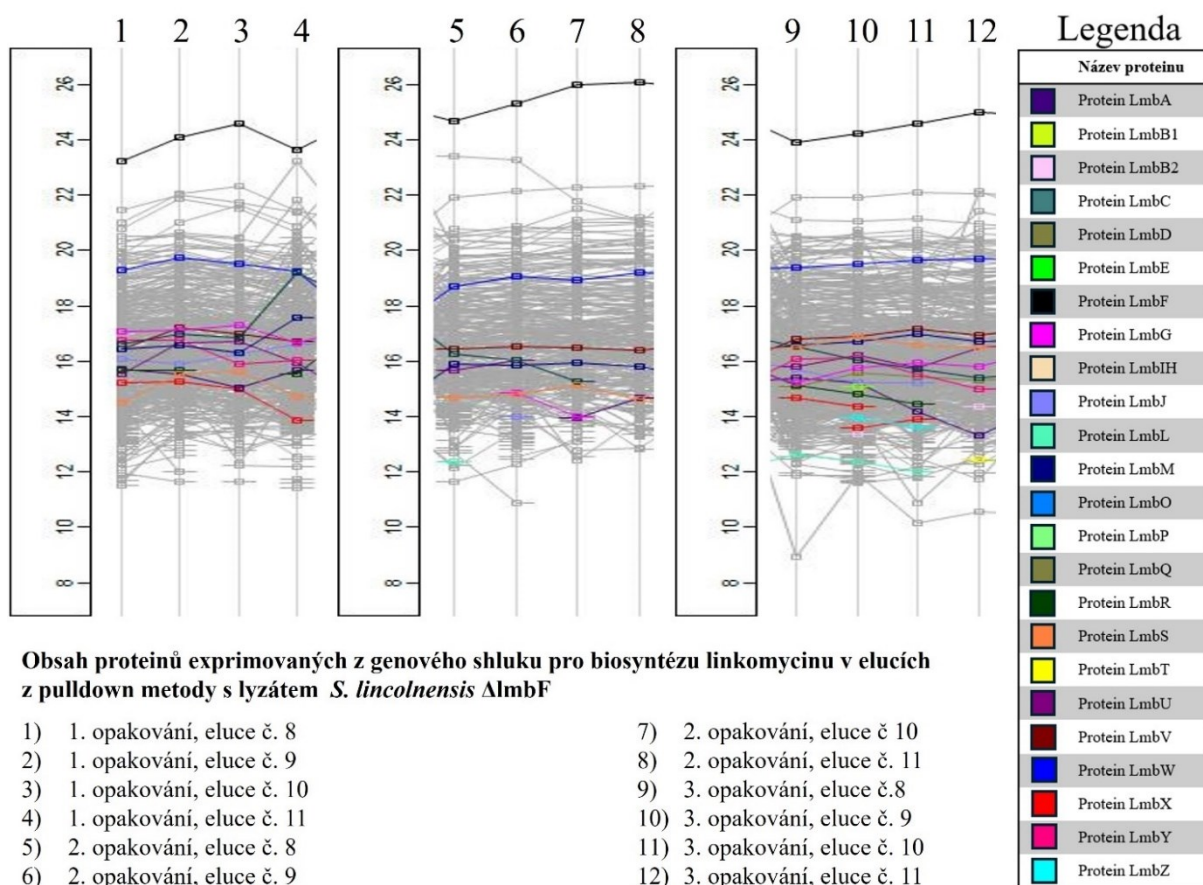 1 2 3 4 5 6 7 8 9 10 11 12
26 24 22 20 18 16 14 12 10 8
26 24 22 20 18 16 14 12 10 8
26 24 22 20 18 16 14 12 10 8
Legenda
Název proteinu
Protein LmbA
Protein LmbB1
Protein LmbB2
Protein LmbC
Protein LmbD
Protein LmbE
Protein LmbF
Protein LmbG
Protein LmbIH
Protein LmbJ
Protein LmbL
Protein LmbM
Protein LmbO
Protein LmbP
Protein LmbQ
Protein LmbR
Protein LmbS
Protein LmbT
Protein LmbU
Protein LmbV
Protein LmbW
Protein LmbX
Protein LmbY
Protein LmbZ
Obsah proteinů exprimovaných z genového shluku pro biosyntézu linkomycinu v elucích
z pulldown metody s lyzátem S. lincolnensis ΔlmbF
1) 1. opakování, eluce č. 8
2) 1. opakování, eluce č. 9
3) 1. opakování, eluce č. 10
4) 1. opakování, eluce č. 11
5) 2. opakování, eluce č. 8
6) 2. opakování, eluce č. 9
7) 2. opakování, eluce č 10
8) 2. opakování, eluce č. 11
9) 3. opakování, eluce č.8
10) 3. opakování, eluce č. 9
11) 3. opakování, eluce č. 10
12) 3. opakování, eluce č. 11